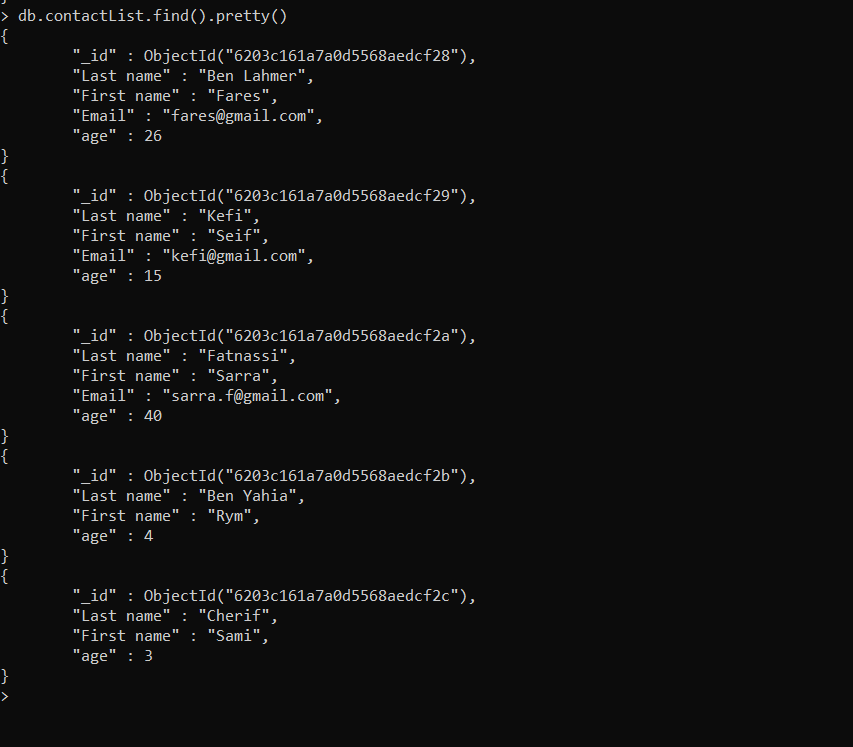 }
> db.contactList.find().pretty()
{
"_id" : ObjectId("6203c161a7a0d5568aedcf28"),
"Last name" : "Ben Lahmer",
"First name" : "Fares",
"Email" : "fares@gmail.com",
"age" : 26
}
{
"_id" : ObjectId("6203c161a7a0d5568aedcf29"),
"Last name" : "Kefi",
"First name" : "Seif",
"Email" : "kefi@gmail.com",
"age" : 15
}
{
"_id" : ObjectId("6203c161a7a0d5568aedcf2a"),
"Last name" : "Fatnassi",
"First name" : "Sarra",
"Email" : "sarra.f@gmail.com",
"age" : 40
}
{
"_id" : ObjectId("6203c161a7a0d5568aedcf2b"),
"Last name" : "Ben Yahia",
"First name" : "Rym",
"age" : 4
}
{
"_id" : ObjectId("6203c161a7a0d5568aedcf2c"),
"Last name" : "Cherif",
"First name" : "Sami",
"age" : 3
}
>